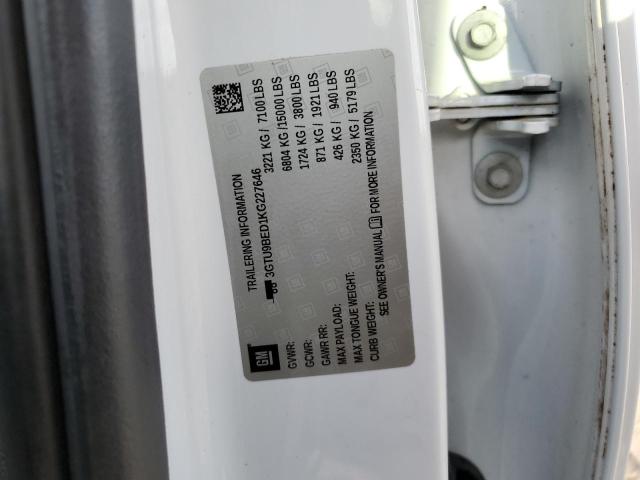 TRAILERING INFORMATION
3GTU9BED1KG227646
GM
GVWR: 3221 KG / 7100 LBS
GCWR: 6804 KG /15000 LBS
GAWR RR: 1724 KG / 3800 LBS
MAX PAYLOAD: 871 KG / 1921 LBS
MAX TONGUE WEIGHT: 426 KG / 940 LBS
CURB WEIGHT: 2350 KG / 5179 LBS
SEE OWNER'S MANUAL FOR MORE INFORMATION